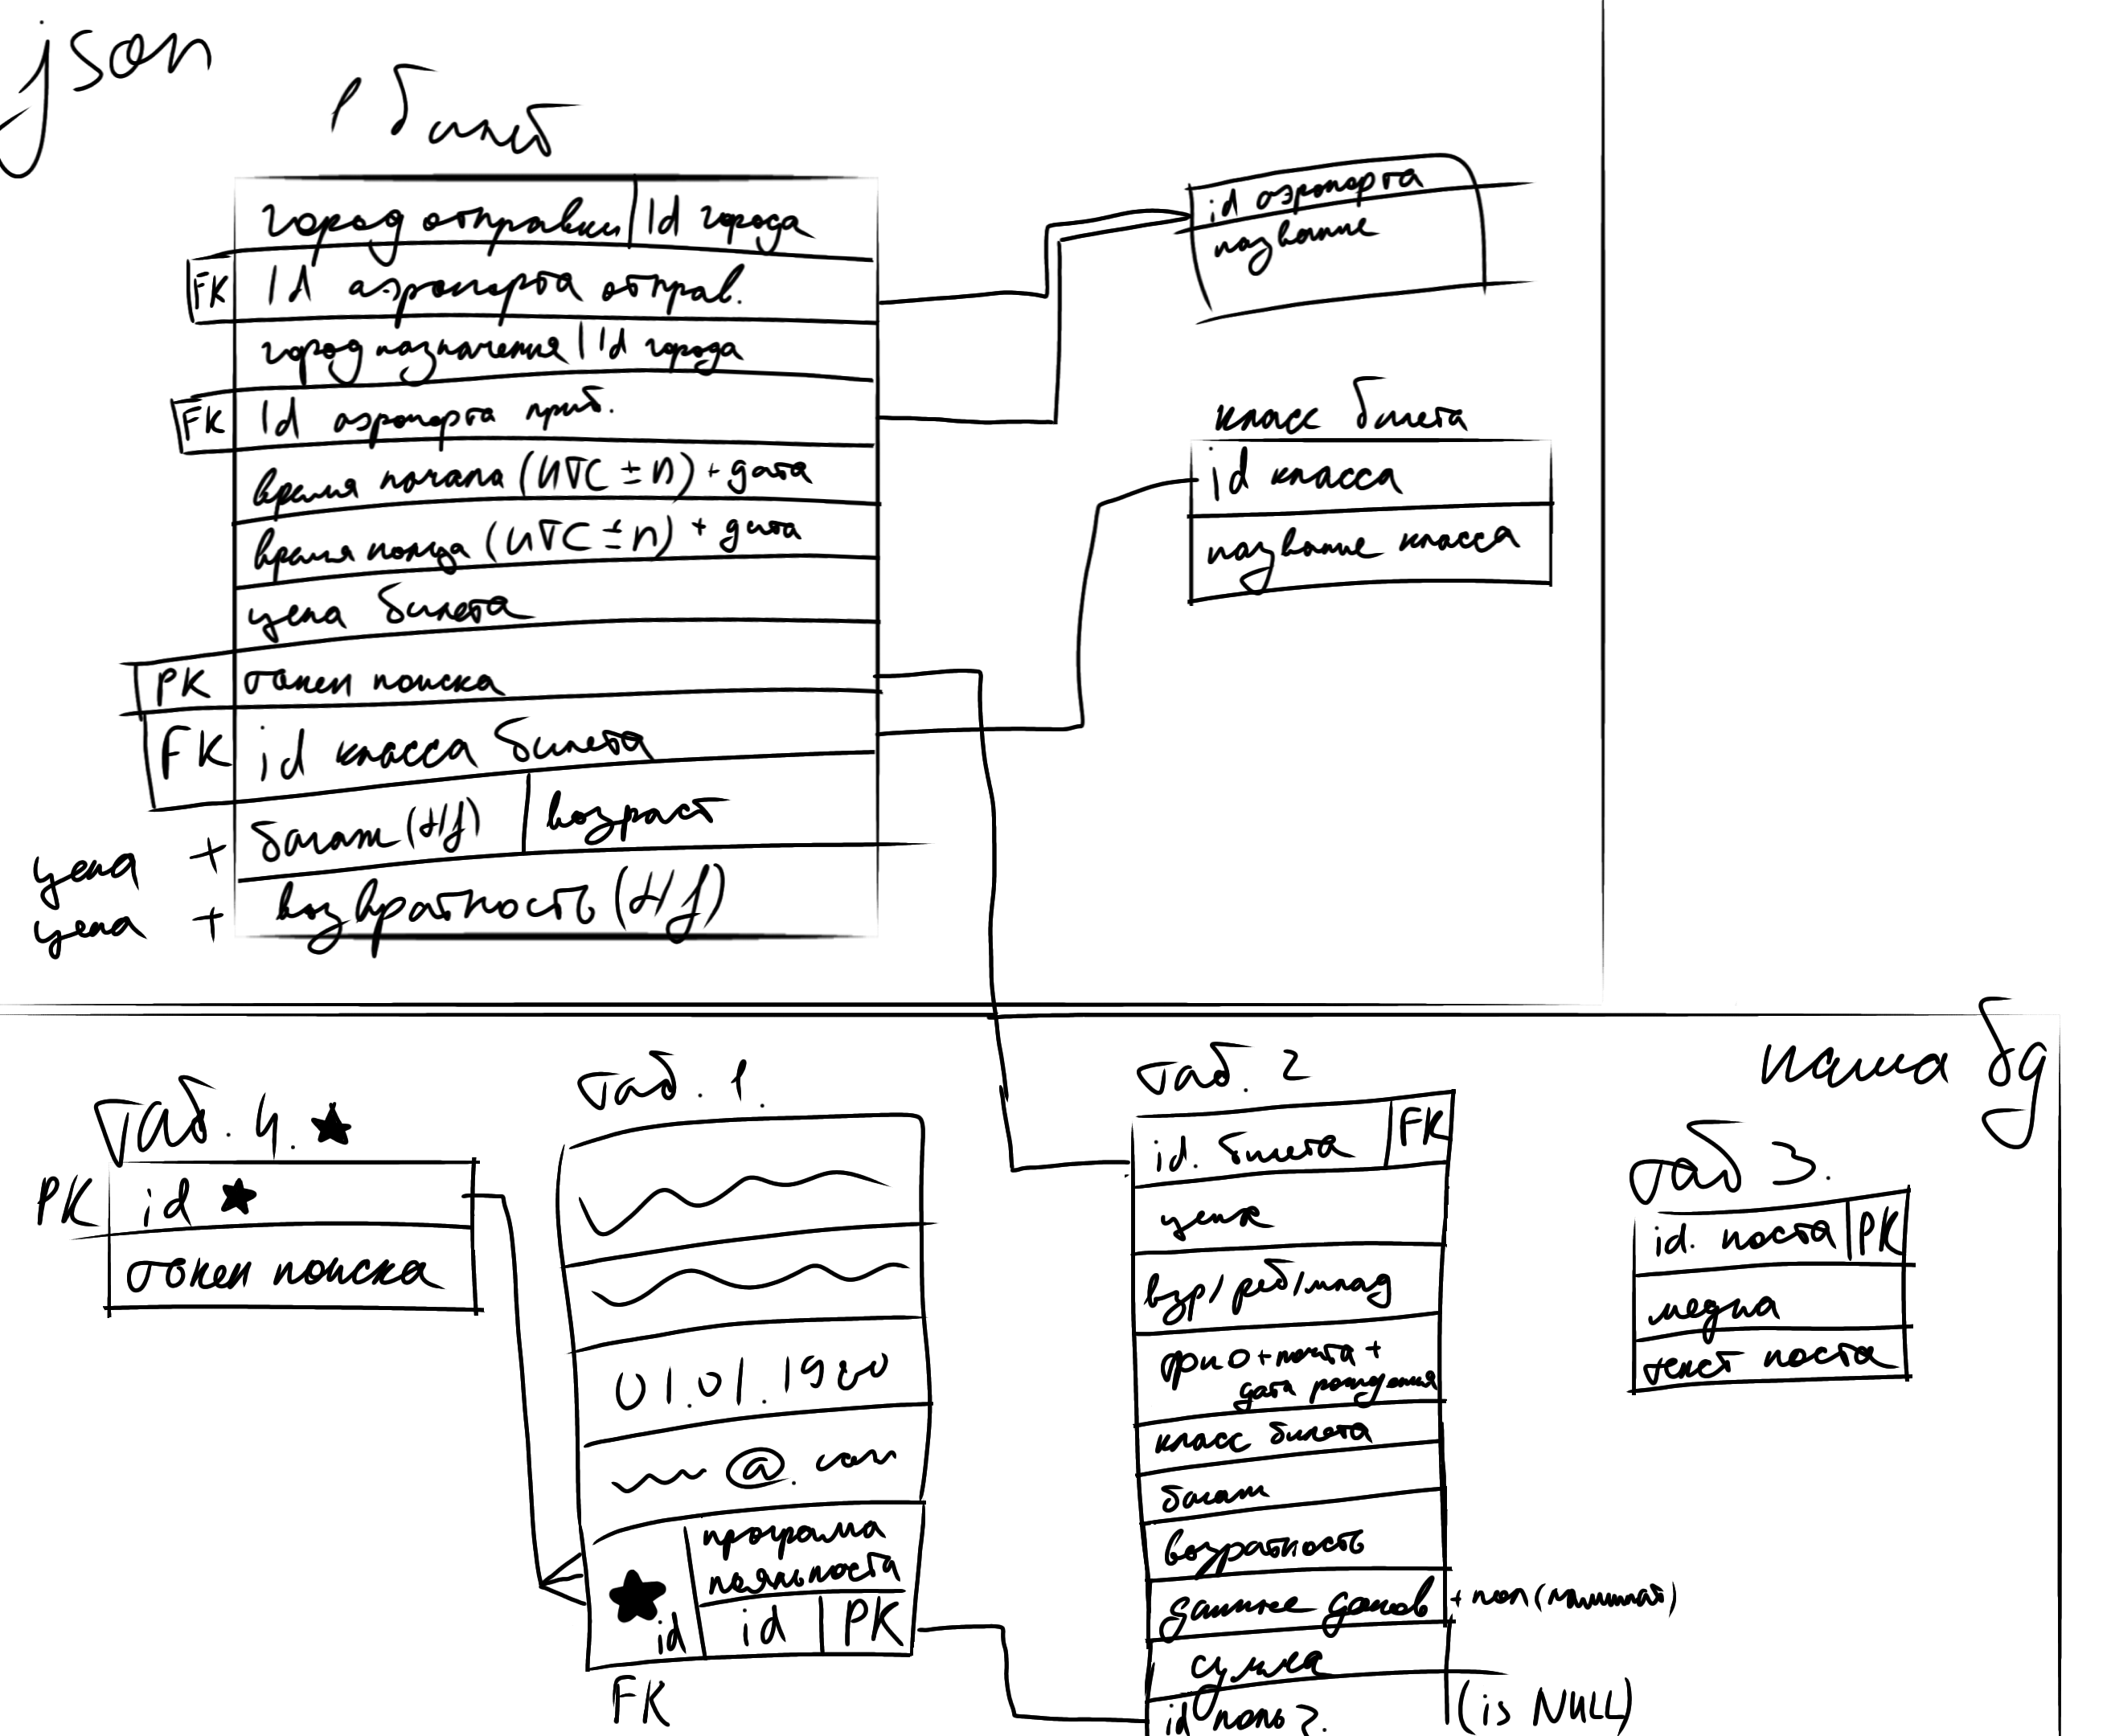 json
1 билет
город отправки | Id города
FK Id аэропорта отправ.
город назначения | Id города
FK Id аэропорта приб.
время начала (UTC ± n) + дата
время конца (UTC ± n) + дата
цена билета
PK токен поиска
FK id класса билета
цена + багаж (t/f) | возраст
цена + возвратность (t/f)
id аэропорта
название
класс билета
id класса
название класса
наша бд
таб. 4. ★
PK id ★
токен поиска
таб. 1.
01.01.1980
@.com
программа
лояльности
★ id
id | PK
FK
таб. 2
id. билета | FK
цена
взр/реб/млад
фио + почта +
дата рождения
класс билета
багаж
возратность
данные доков + пол
сумка
id польз. (is NULL)
таб 3.
id. поста | PK
медиа
текст поста